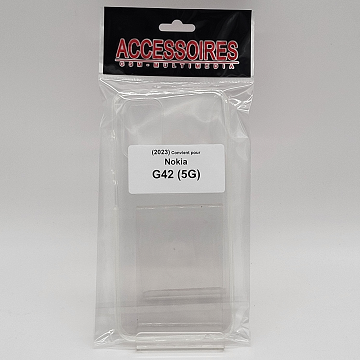 ACCESSOIRES
GSM-MULTIMEDIA
(2023) Convient pour
Nokia
G42 (5G)